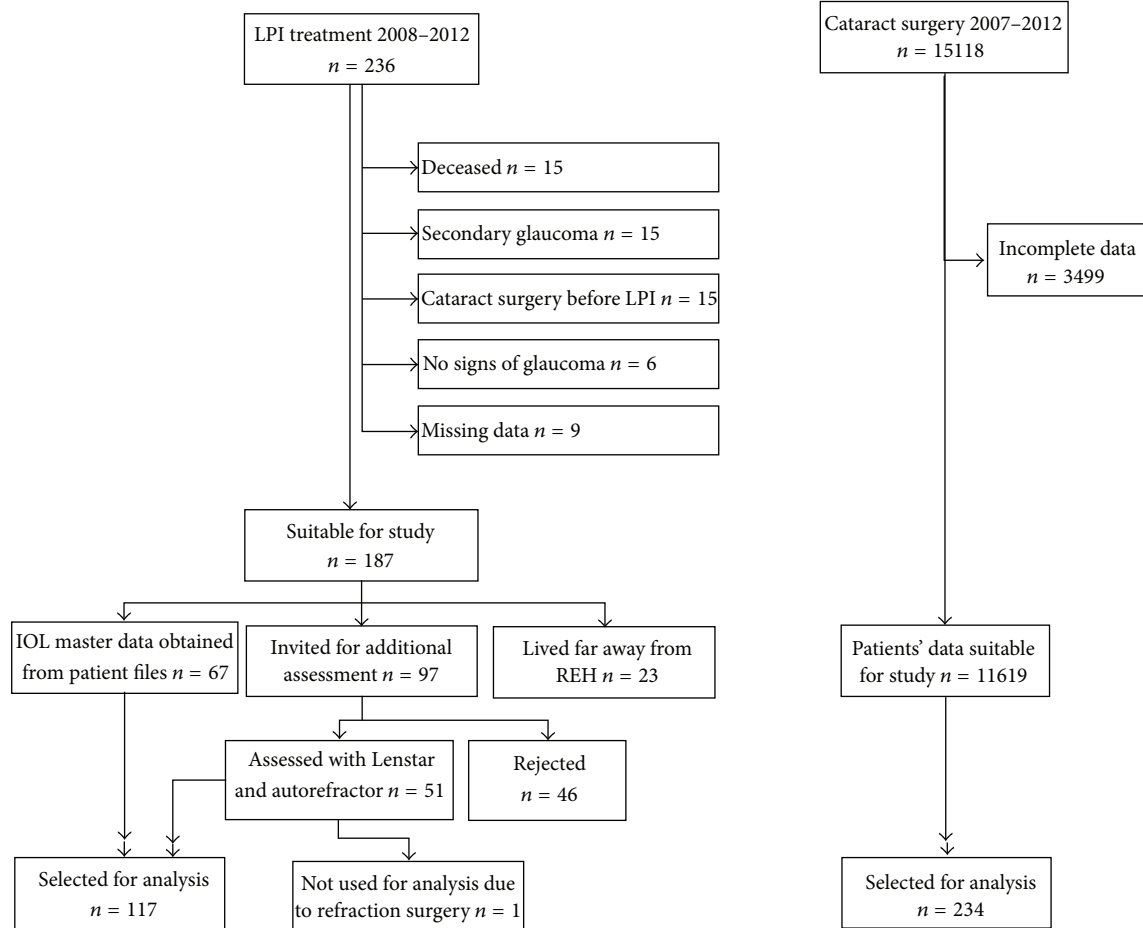 LPI treatment 2008–2012
n = 236
Deceased n = 15
Secondary glaucoma n = 15
Cataract surgery before LPI n = 15
No signs of glaucoma n = 6
Missing data n = 9
Suitable for study
n = 187
IOL master data obtained
from patient files n = 67
Invited for additional
assessment n = 97
Lived far away from
REH n = 23
Assessed with Lenstar
and autorefractor n = 51
Rejected
n = 46
Selected for analysis
n = 117
Not used for analysis due
to refraction surgery n = 1
Cataract surgery 2007–2012
n = 15118
Incomplete data
n = 3499
Patients’ data suitable
for study n = 11619
Selected for analysis
n = 234